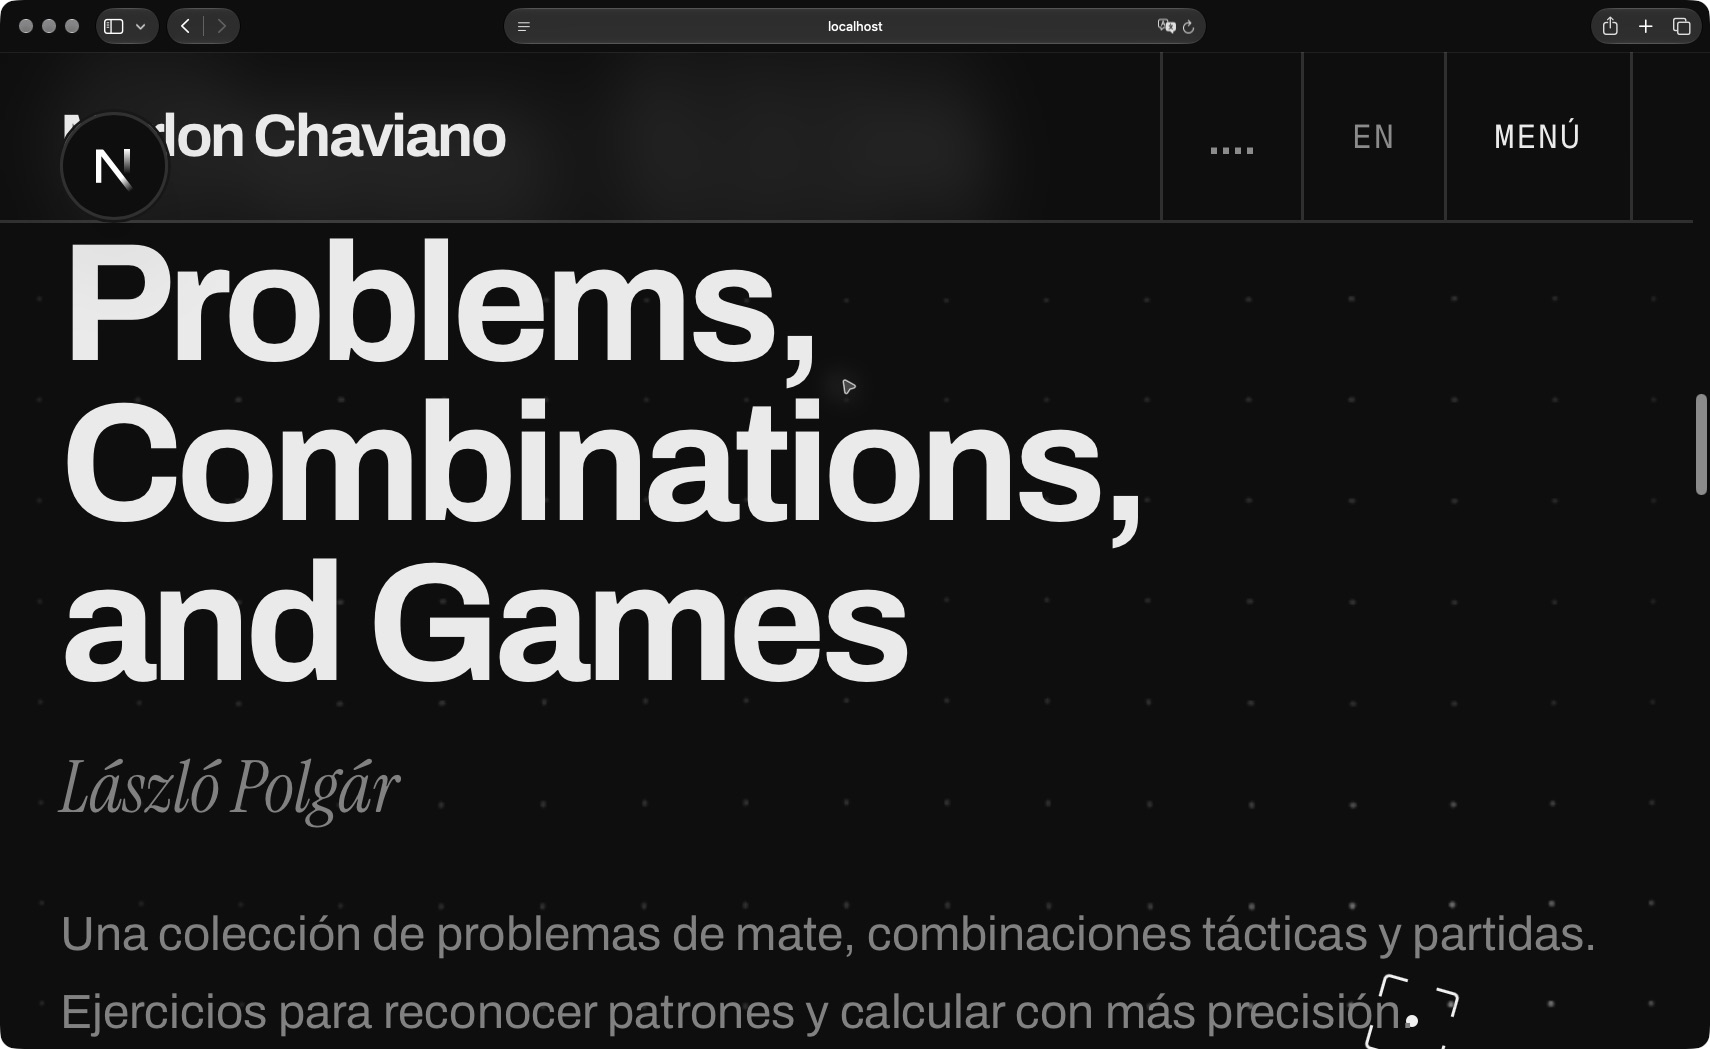 localhost
Chaviano
EN
MENÚ
Problems,
Combinations,
and Games
László Polgár
Una colección de problemas de mate, combinaciones tácticas y partidas.
Ejercicios para reconocer patrones y calcular con más precisión.